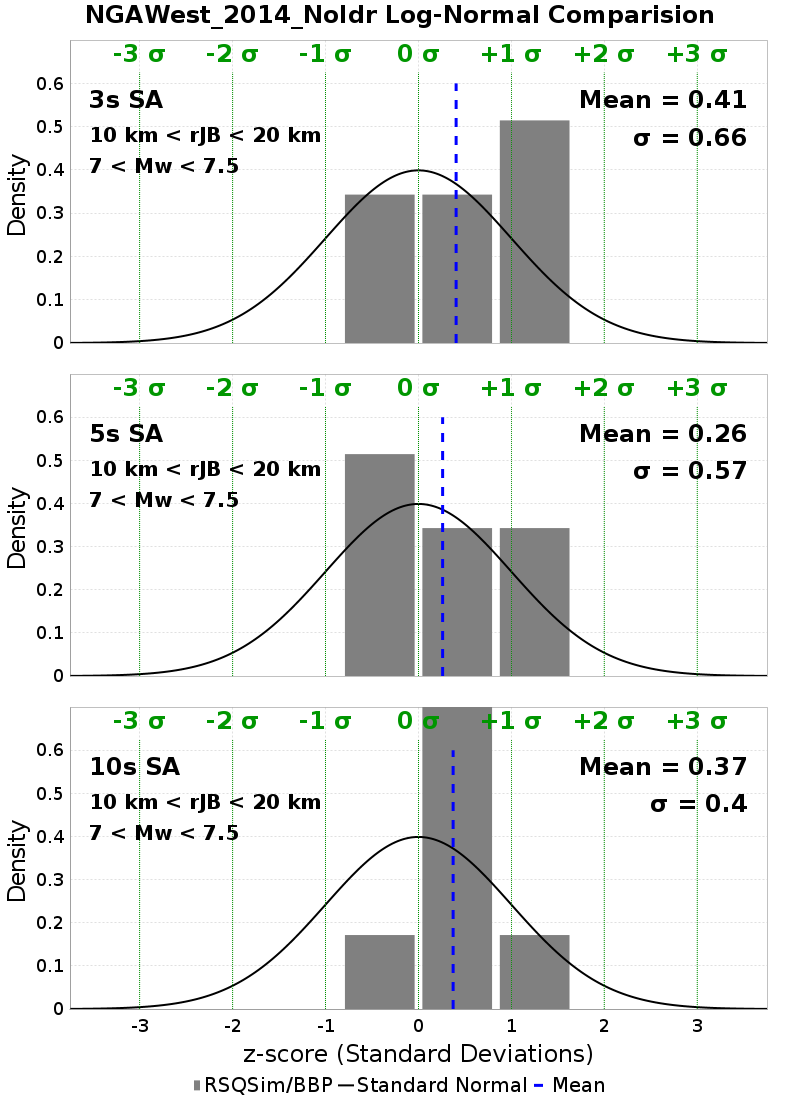 NGAWest_2014_NoIdr Log-Normal Comparision
-3 σ -2 σ -1 σ 0 σ +1 σ +2 σ +3 σ
3s SA
10 km < rJB < 20 km
7 < Mw < 7.5
Mean = 0.41
σ = 0.66
0.6
0.5
0.4
0.3
0.2
0.1
0
Density
-3 σ -2 σ -1 σ 0 σ +1 σ +2 σ +3 σ
5s SA
10 km < rJB < 20 km
7 < Mw < 7.5
Mean = 0.26
σ = 0.57
0.6
0.5
0.4
0.3
0.2
0.1
0
Density
-3 σ -2 σ -1 σ 0 σ +1 σ +2 σ +3 σ
10s SA
10 km < rJB < 20 km
7 < Mw < 7.5
Mean = 0.37
σ = 0.4
0.6
0.5
0.4
0.3
0.2
0.1
0
Density
-3 -2 -1 0 1 2 3
z-score (Standard Deviations)
RSQSim/BBP Standard Normal Mean